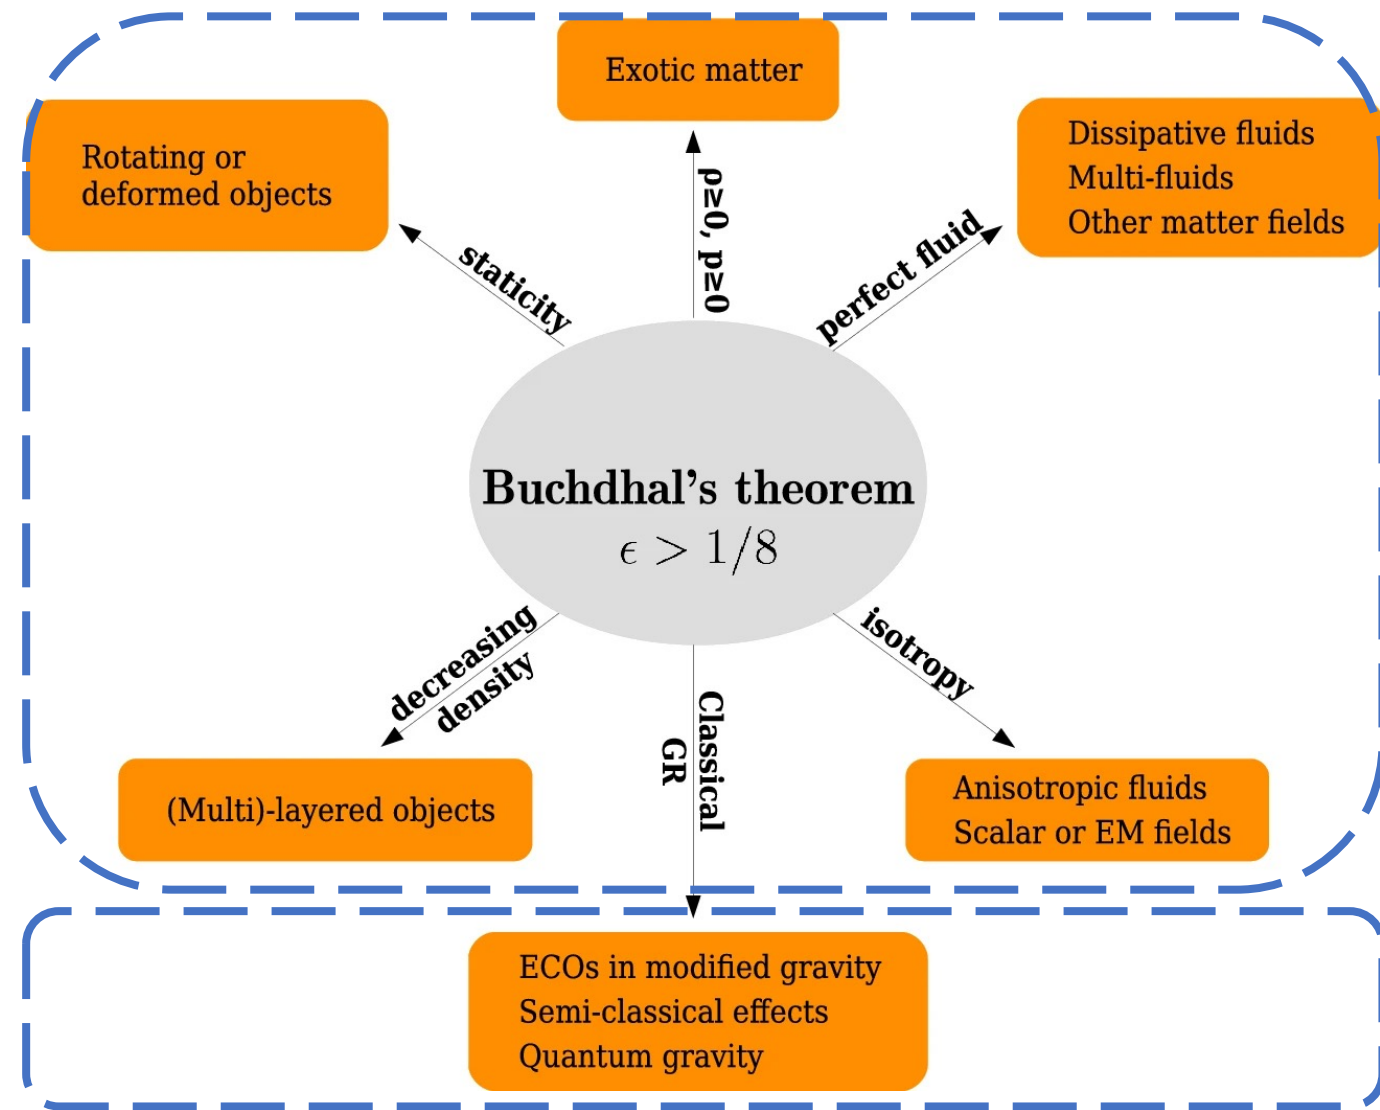 Exotic matter
Rotating or
deformed objects
Dissipative fluids
Multi-fluids
Other matter fields
staticity
ρ≥0, p≥0
perfect fluid
Buchdhal's theorem
ϵ > 1/8
decreasing
density
Classical
GR
isotropy
(Multi)-layered objects
Anisotropic fluids
Scalar or EM fields
ECOs in modified gravity
Semi-classical effects
Quantum gravity